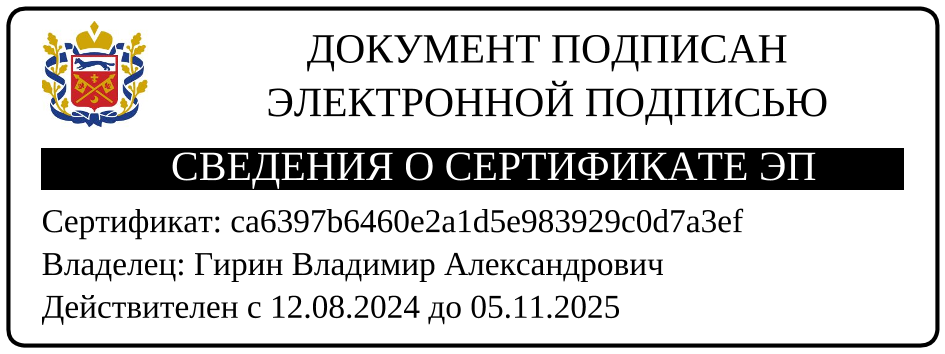 ДОКУМЕНТ ПОДПИСАН
ЭЛЕКТРОННОЙ ПОДПИСЬЮ
СВЕДЕНИЯ О СЕРТИФИКАТЕ ЭП
Сертификат: ca6397b6460e2a1d5e983929c0d7a3ef
Владелец: Гирин Владимир Александрович
Действителен с 12.08.2024 до 05.11.2025